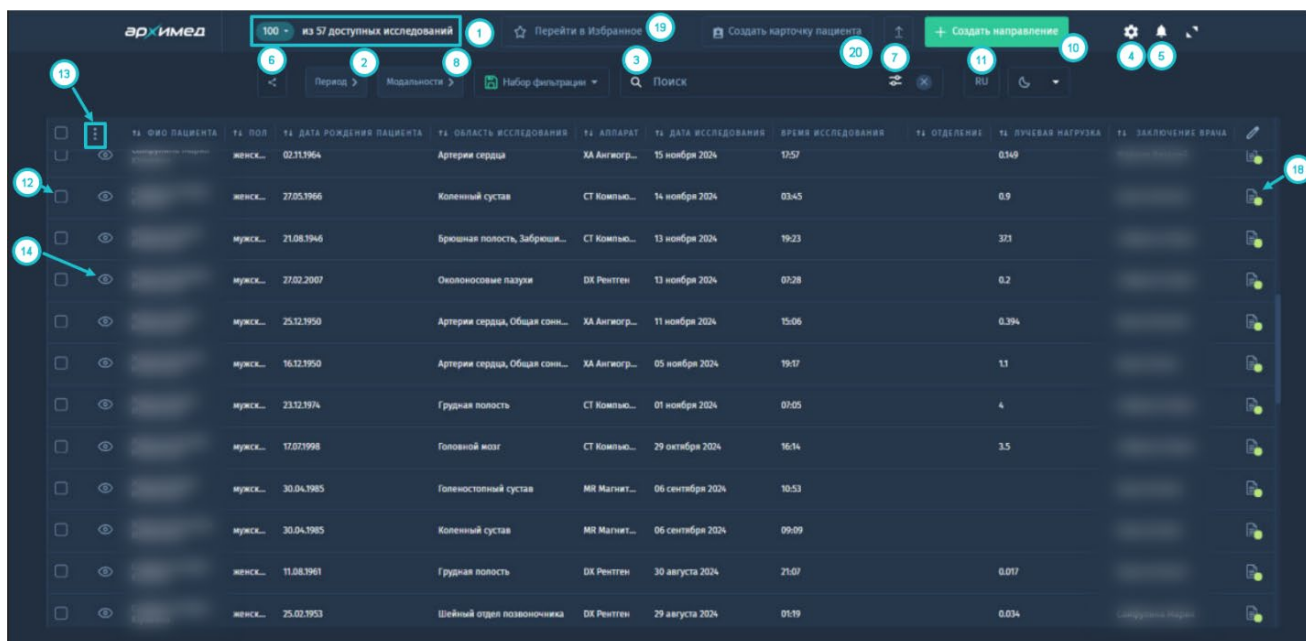 архимед
100 из 57 доступных исследований
1
Перейти в Избранное
19
Создать карточку пациента
20
7
+ Создать направление
10
4
5
13
6
2
8
3
11
Период >
Модальности >
Набор фильтрации
Поиск
RU
ФИО ПАЦИЕНТА ПОЛ ДАТА РОЖДЕНИЯ ПАЦИЕНТА ОБЛАСТЬ ИССЛЕДОВАНИЯ АППАРАТ ДАТА ИССЛЕДОВАНИЯ ВРЕМЯ ИССЛЕДОВАНИЯ ОТДЕЛЕНИЕ ЛУЧЕВАЯ НАГРУЗКА ЗАКЛЮЧЕНИЕ ВРАЧА
женск... 02.11.1964 Артерии сердца XA Ангиогр... 15 ноября 2024 17:57 0.149
12
18
женск... 27.05.1966 Коленный сустав CT Компью... 14 ноября 2024 03:45 0.9
мужск... 21.08.1946 Брюшная полость, Забрюши... CT Компью... 13 ноября 2024 19:23 37.1
14
мужск... 27.02.2007 Околоносовые пазухи DX Рентген 13 ноября 2024 07:28 0.2
мужск... 25.12.1950 Артерии сердца, Общая сонн... XA Ангиогр... 11 ноября 2024 15:06 0.394
мужск... 16.12.1950 Артерии сердца, Общая сонн... XA Ангиогр... 05 ноября 2024 19:17 1.1
мужск... 23.12.1974 Грудная полость CT Компью... 01 ноября 2024 07:05 4
мужск... 17.07.1998 Головной мозг CT Компью... 29 октября 2024 16:14 3.5
мужск... 30.04.1985 Голеностопный сустав MR Магнит... 06 сентября 2024 10:53
мужск... 30.04.1985 Коленный сустав MR Магнит... 06 сентября 2024 09:09
женск... 11.08.1961 Грудная полость DX Рентген 30 августа 2024 21:07 0.017
женск... 25.02.1953 Шейный отдел позвоночника DX Рентген 29 августа 2024 01:19 0.034